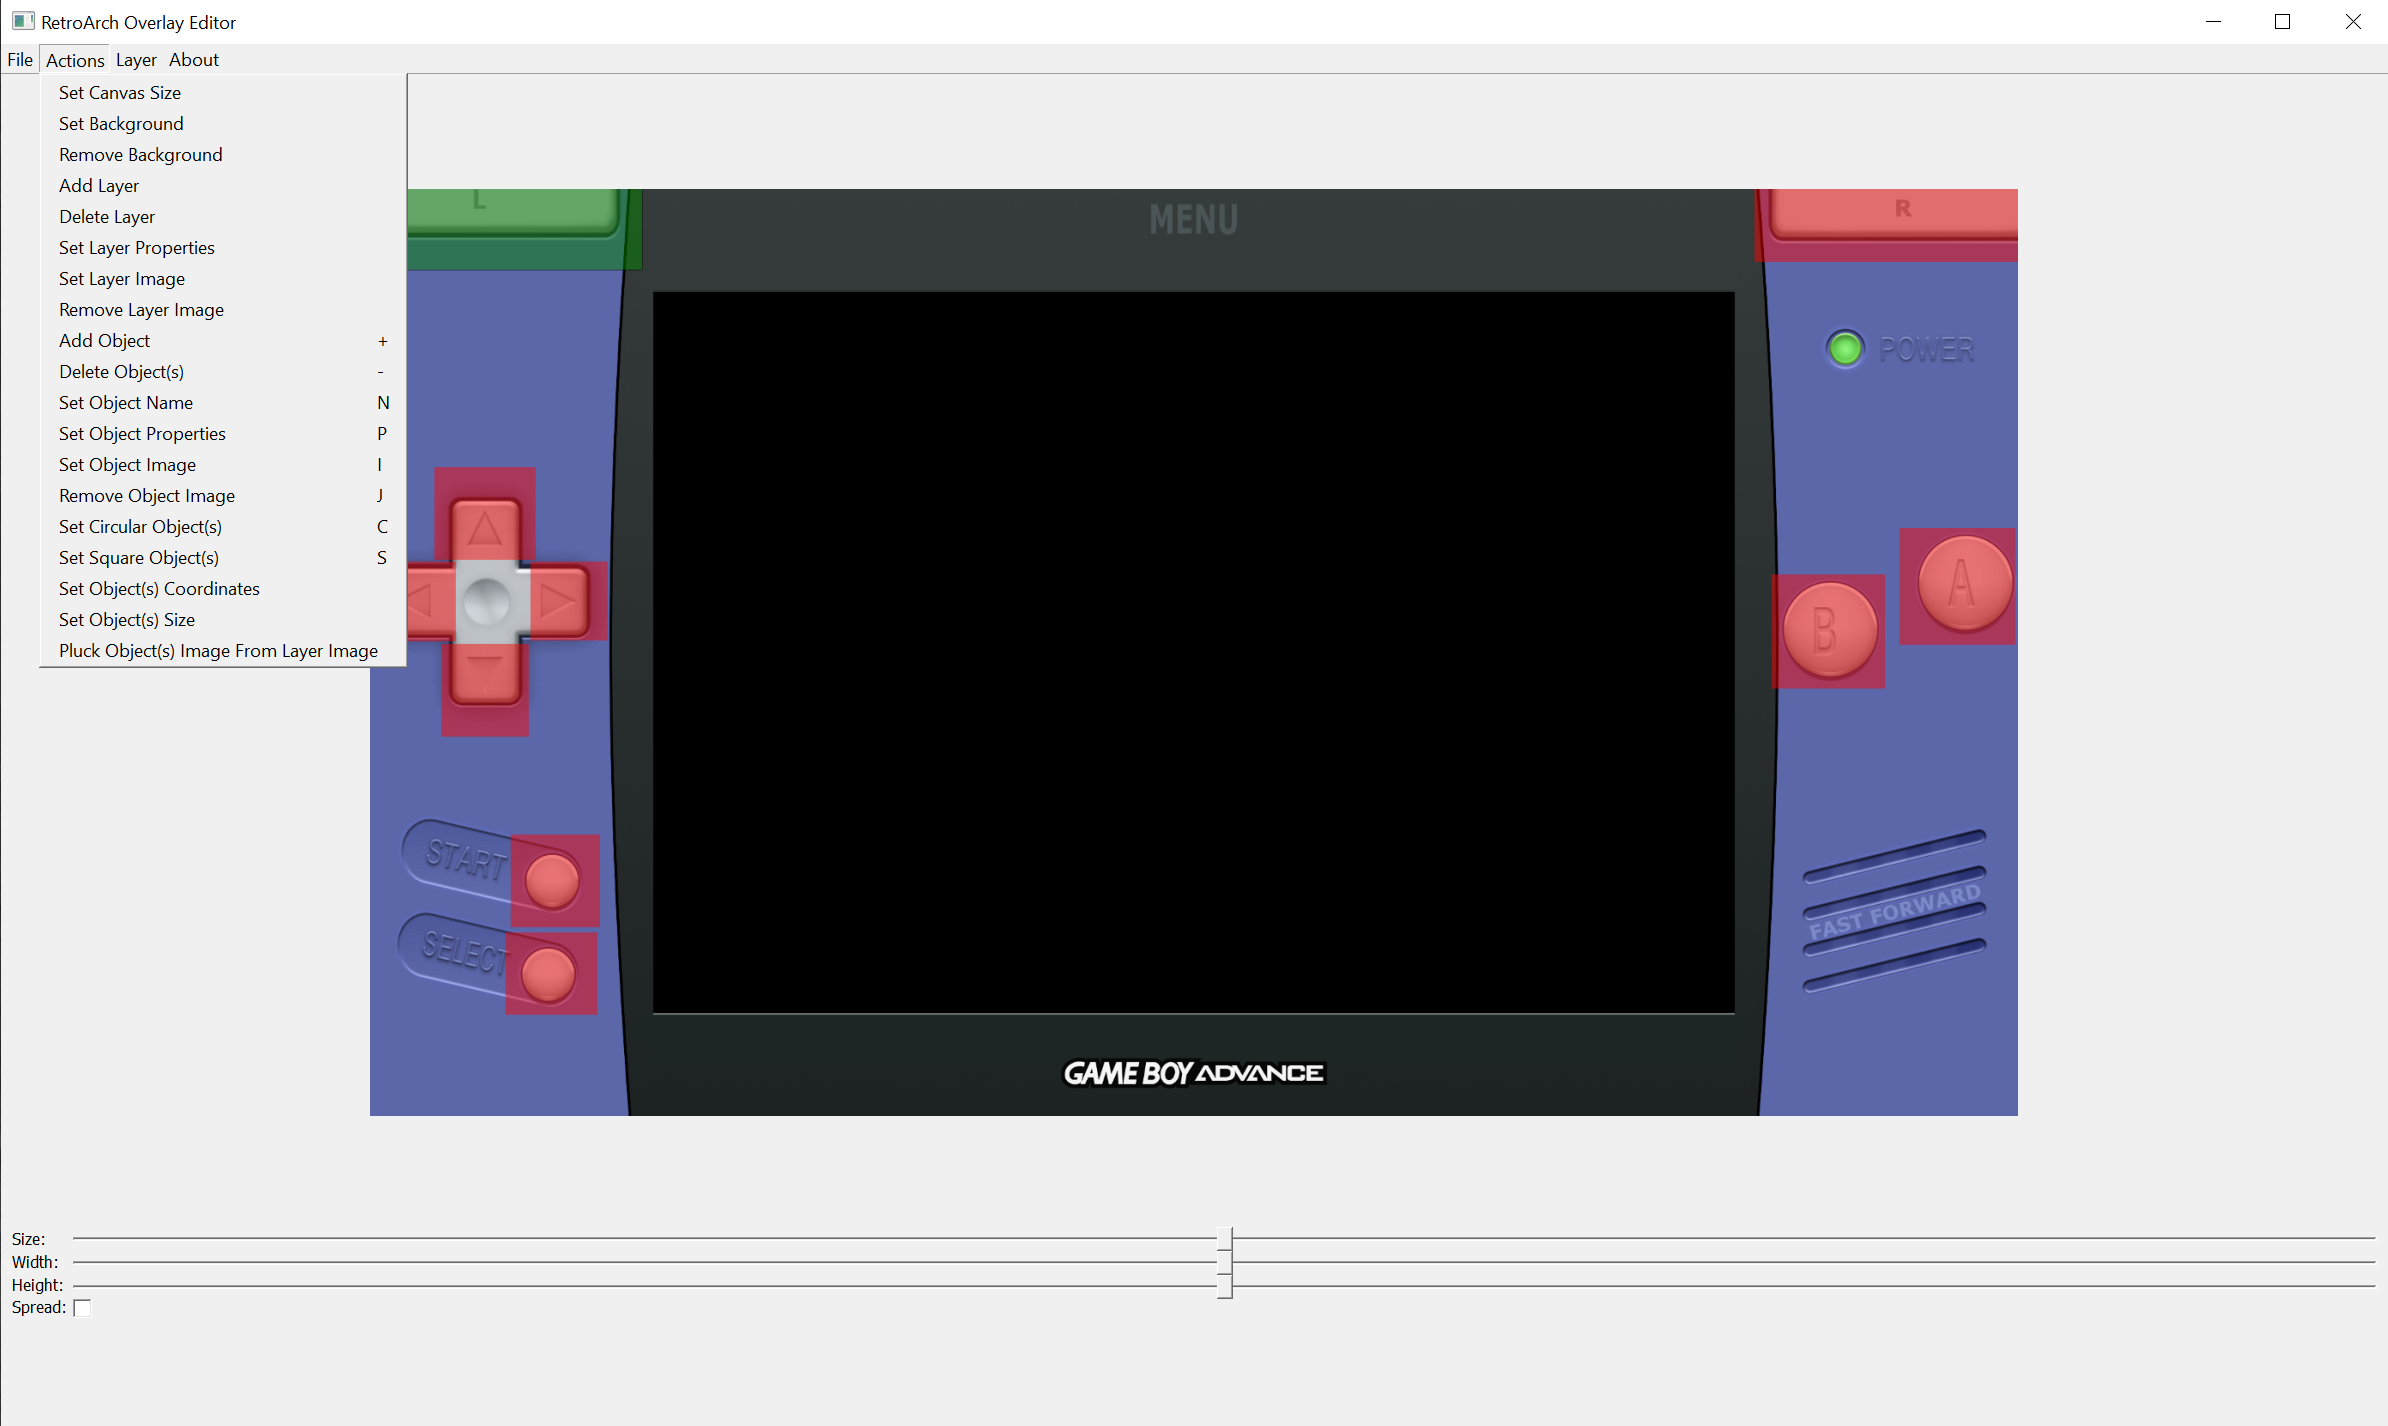 RetroArch Overlay Editor
File Actions Layer About
Set Canvas Size
Set Background
Remove Background
Add Layer
Delete Layer
Set Layer Properties
Set Layer Image
Remove Layer Image
Add Object +
Delete Object(s) -
Set Object Name N
Set Object Properties P
Set Object Image I
Remove Object Image J
Set Circular Object(s) C
Set Square Object(s) S
Set Object(s) Coordinates
Set Object(s) Size
Pluck Object(s) Image From Layer Image
L
MENU
R
POWER
A
B
START
SELECT
FAST FORWARD
GAME BOY ADVANCE
Size:
Width:
Height:
Spread: